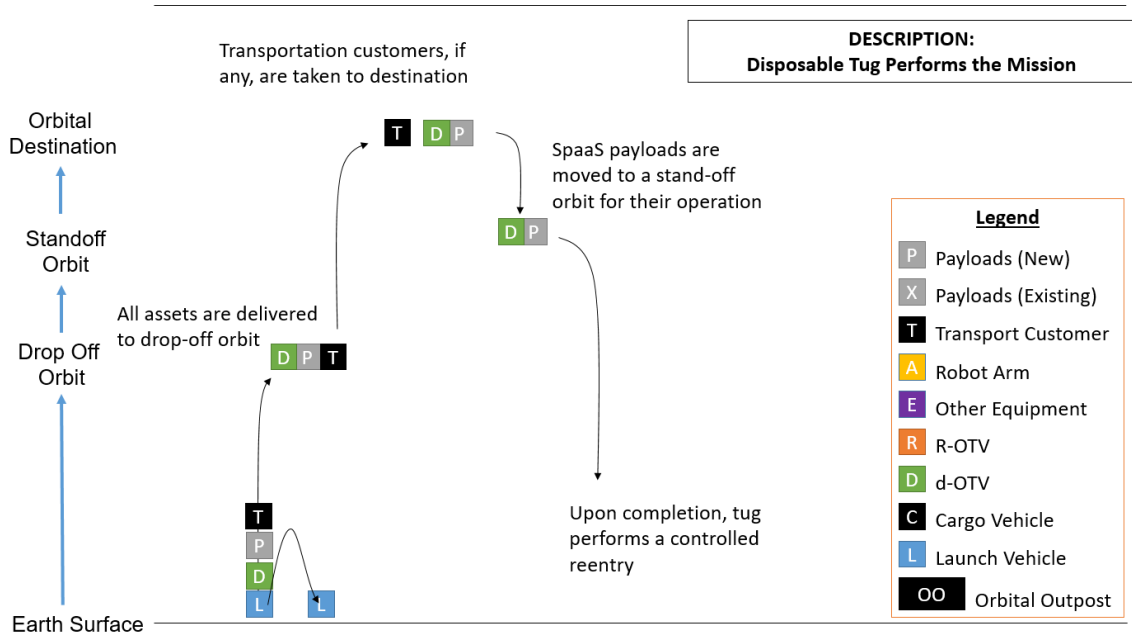 DESCRIPTION:
Disposable Tug Performs the Mission
Transportation customers, if
any, are taken to destination
Orbital
Destination
T
D P
SpaaS payloads are
moved to a stand-off
orbit for their operation
D P
Standoff
Orbit
All assets are delivered
to drop-off orbit
D P T
Drop Off
Orbit
T
P
D
L
L
Upon completion, tug
performs a controlled
reentry
Earth Surface
Legend
P Payloads (New)
X Payloads (Existing)
T Transport Customer
A Robot Arm
E Other Equipment
R R-OTV
D d-OTV
C Cargo Vehicle
L Launch Vehicle
OO Orbital Outpost